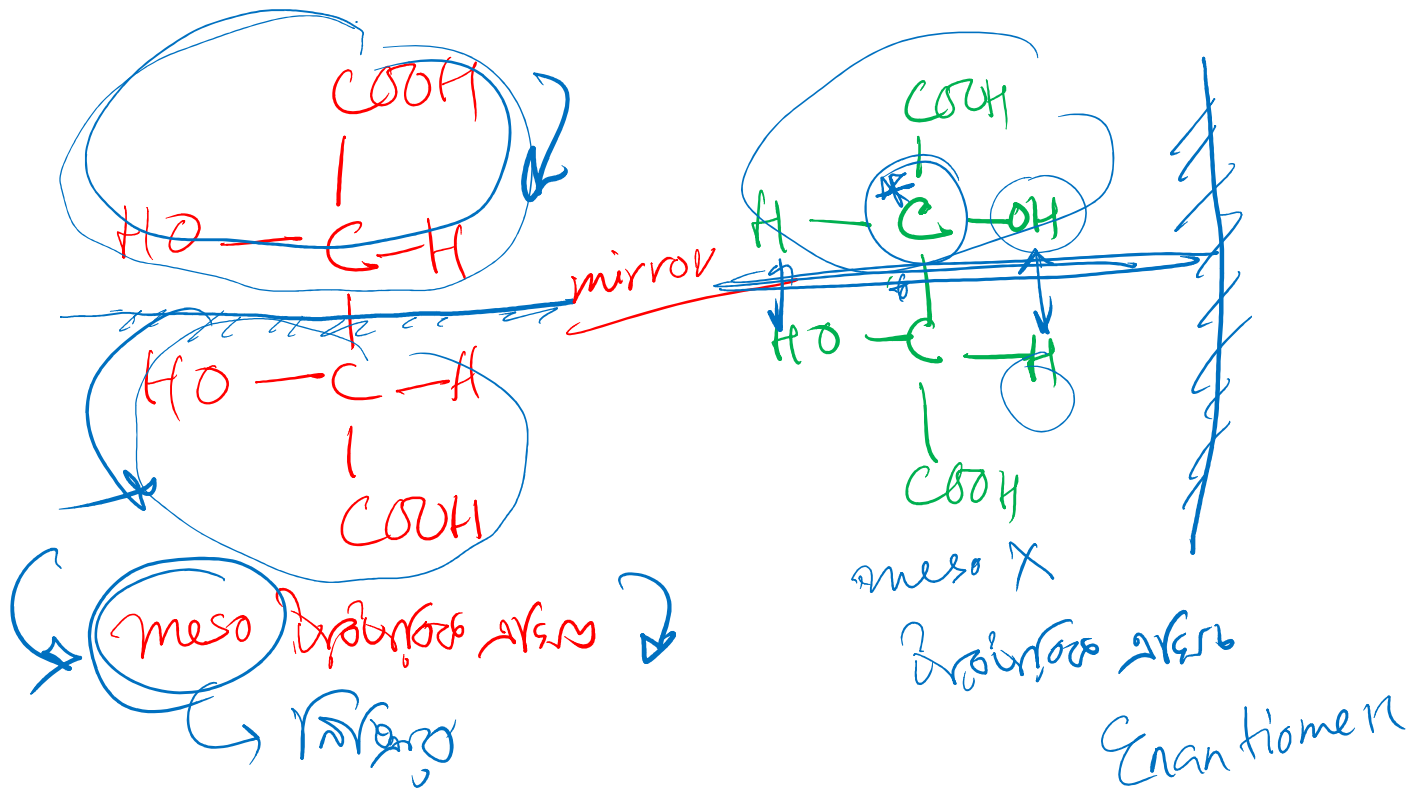 COOH
HO — C — H
mirror
HO — C — H
COOH
meso
COOH
H — C — OH
*
HO — C — H
COOH
meso X
Enantiomer